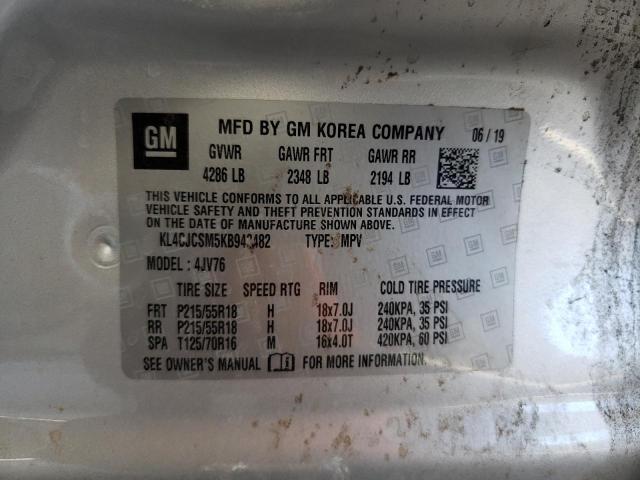 GM MFD BY GM KOREA COMPANY 06/19
GVWR GAWR FRT GAWR RR
4286 LB 2348 LB 2194 LB
THIS VEHICLE CONFORMS TO ALL APPLICABLE U.S. FEDERAL MOTOR
VEHICLE SAFETY AND THEFT PREVENTION STANDARDS IN EFFECT
ON THE DATE OF MANUFACTURE SHOWN ABOVE.
TYPE: MPV
MODEL: 4JV76
TIRE SIZE SPEED RTG RIM COLD TIRE PRESSURE
FRT P215/55R18 H 18x7.0J 240KPA, 35 PSI
RR P215/55R18 H 18x7.0J 240KPA, 35 PSI
SPA T125/70R16 M 16x4.0T 420KPA, 60 PSI
SEE OWNER'S MANUAL FOR MORE INFORMATION.